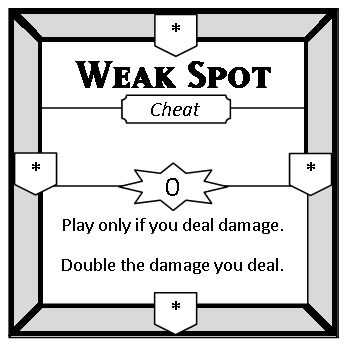 *
WEAK SPOT
Cheat
* *
0
Play only if you deal damage.
Double the damage you deal.
*